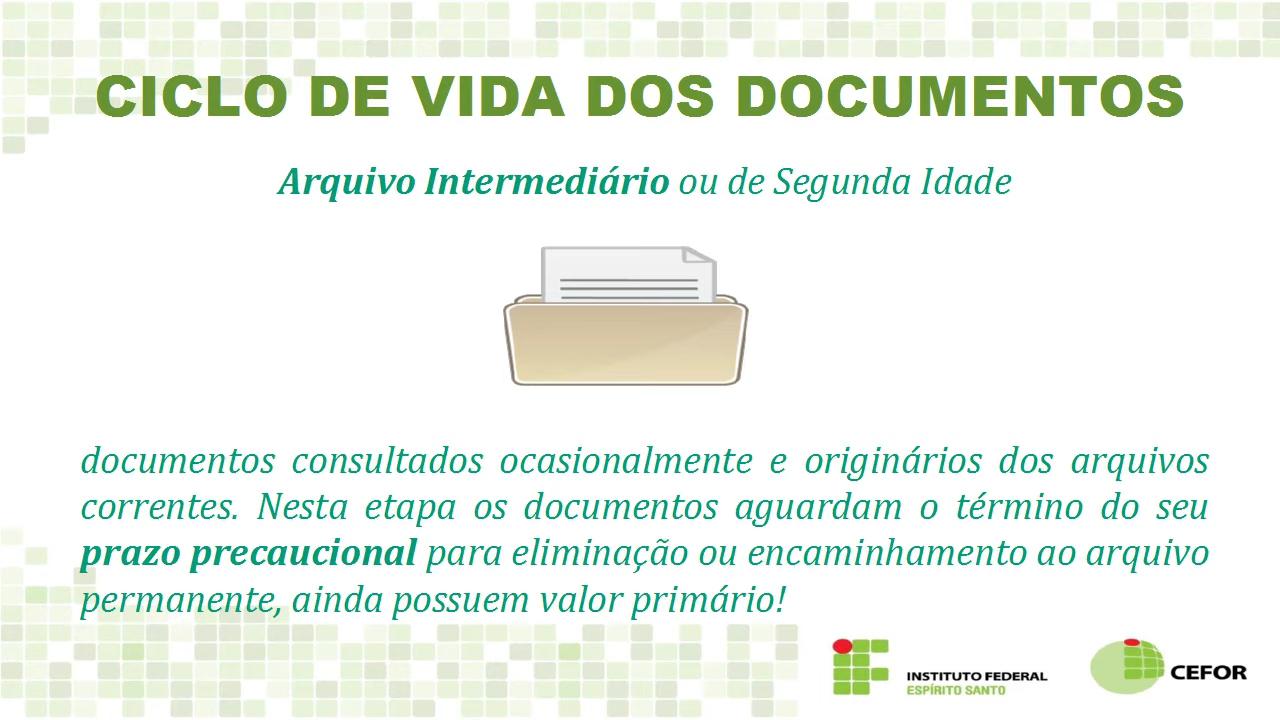 CICLO DE VIDA DOS DOCUMENTOS
Arquivo Intermediário ou de Segunda Idade
documentos consultados ocasionalmente e originários dos arquivos
correntes. Nesta etapa os documentos aguardam o término do seu
prazo precaucional para eliminação ou encaminhamento ao arquivo
permanente, ainda possuem valor primário!
INSTITUTO FEDERAL
ESPÍRITO SANTO
CEFOR